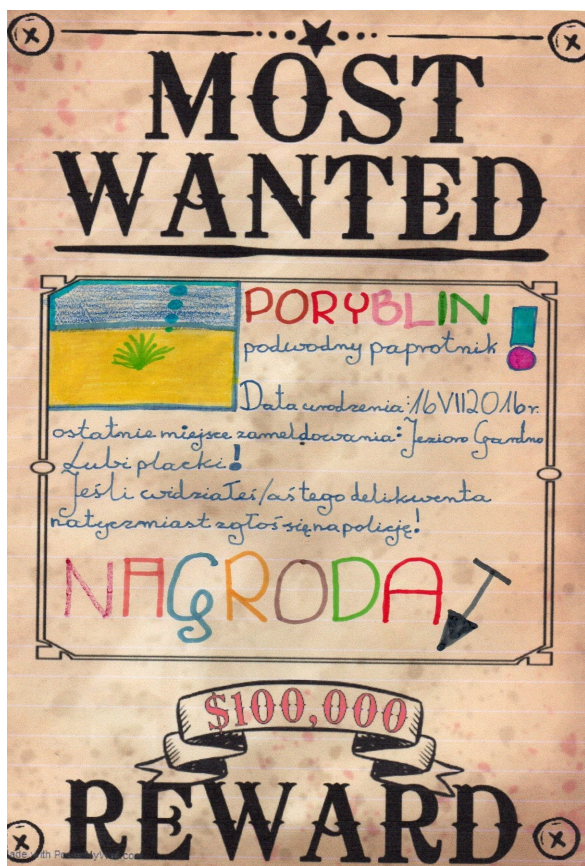 MOST
WANTED
PORYBLIN !
podwodny paprotnik
Data urodzenia: 16 VII 2016 r.
ostatnie miejsce zameldowania: Jezioro Gardno
Lubi placki!
Jeśli widziałeś/aś tego delikwenta
natyczmiast zgłoś się na policję!
NAGRODA
$100,000
REWARD